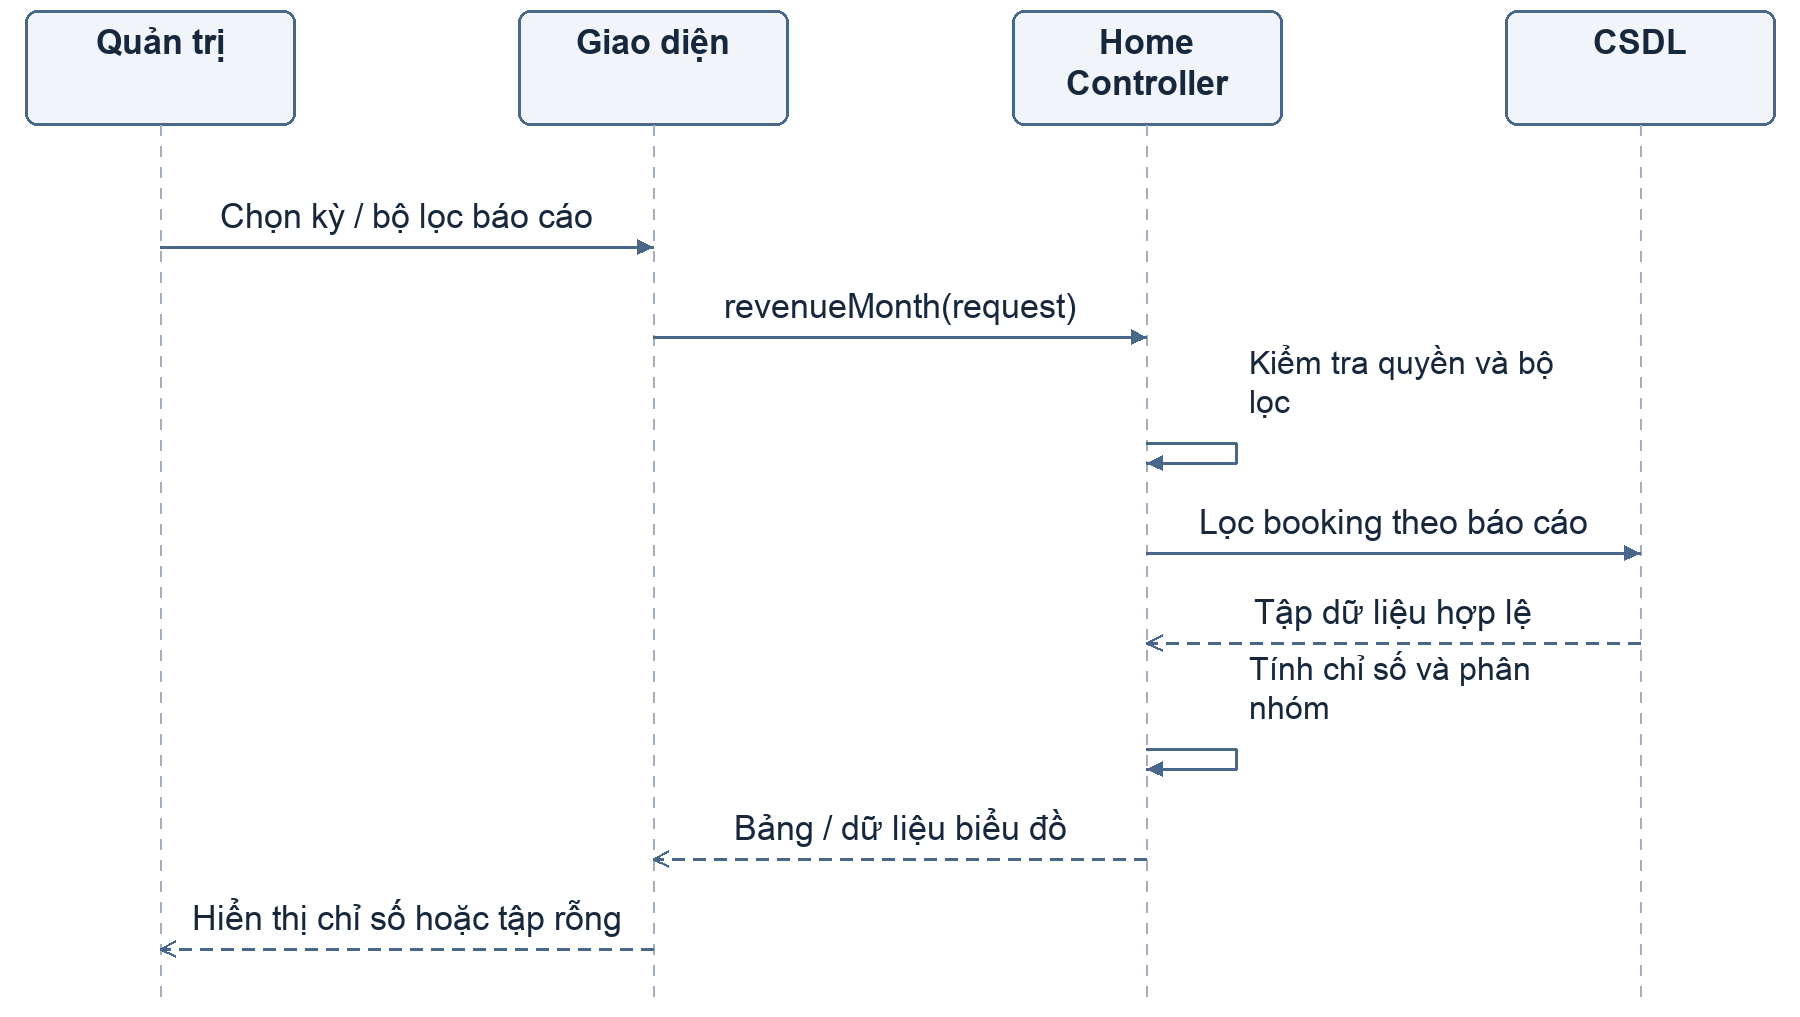 Quản trị
Giao diện
Home
Controller
CSDL
Chọn kỳ / bộ lọc báo cáo
revenueMonth(request)
Kiểm tra quyền và bộ
lọc
Lọc booking theo báo cáo
Tập dữ liệu hợp lệ
Tính chỉ số và phân
nhóm
Bảng / dữ liệu biểu đồ
Hiển thị chỉ số hoặc tập rỗng